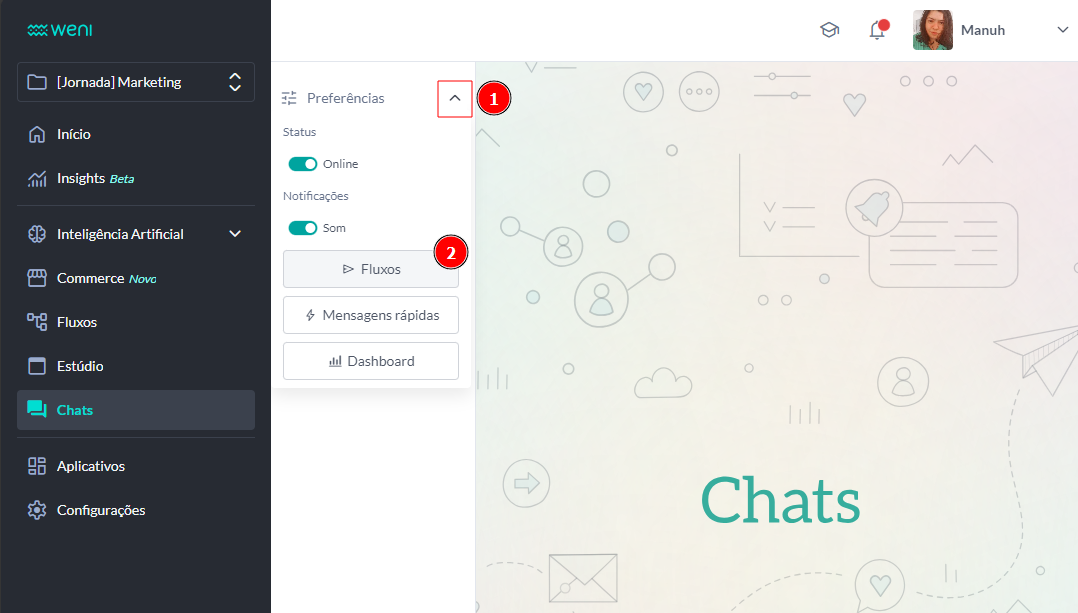 weni
Manuh
[Jornada] Marketing
Início
Insights Beta
Inteligência Artificial
Commerce Novo
Fluxos
Estúdio
Chats
Aplicativos
Configurações
Preferências
1
Status
Online
Notificações
Som
2
Fluxos
Mensagens rápidas
Dashboard
Chats